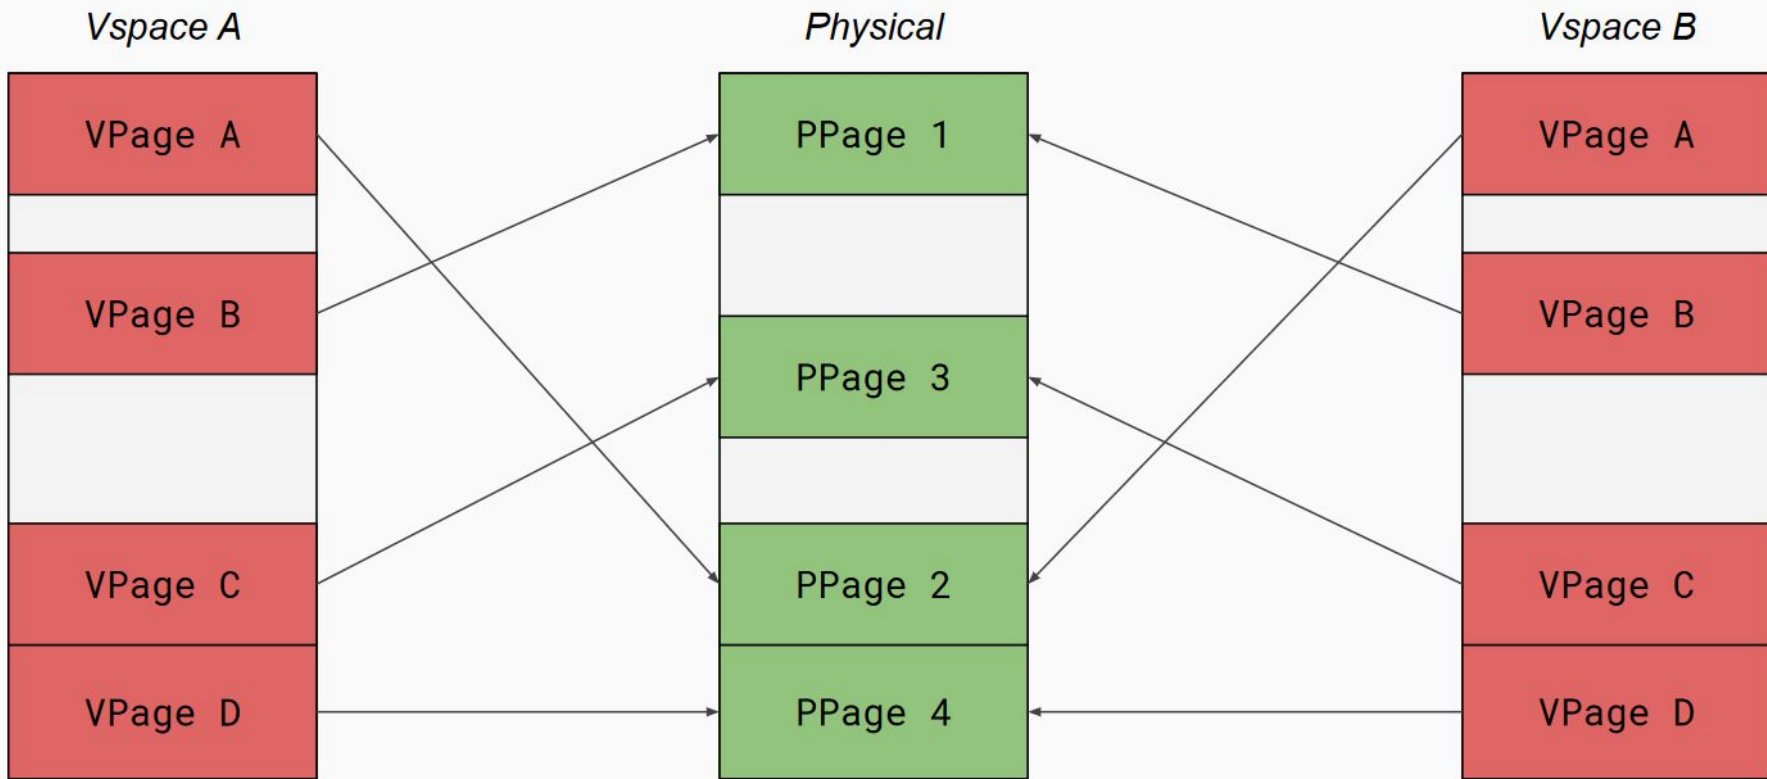 Vspace A
Physical
Vspace B
VPage A
PPage 1
VPage A
VPage B
PPage 3
VPage B
VPage C
PPage 2
VPage C
VPage D
PPage 4
VPage D